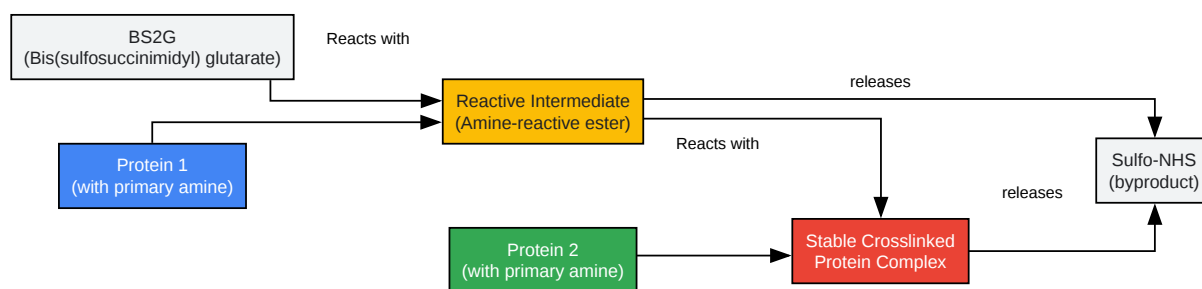 BS2G
(Bis(sulfosuccinimidyl) glutarate)
Reacts with
Reactive Intermediate
(Amine-reactive ester)
releases
Protein 1
(with primary amine)
Reacts with
Sulfo-NHS
(byproduct)
releases
Protein 2
(with primary amine)
Stable Crosslinked
Protein Complex